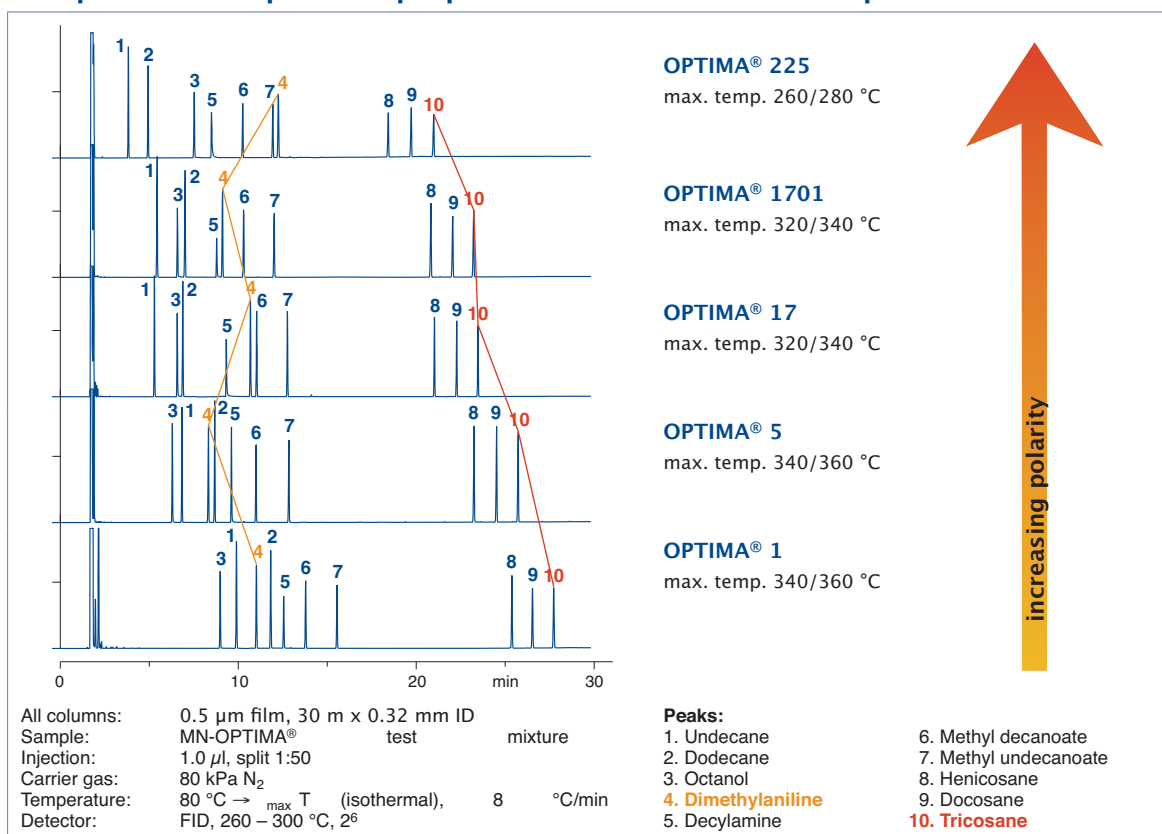 1 2 3 5 6 7 4 8 9 10
OPTIMA® 225
max. temp. 260/280 °C
1 3 2 5 4 6 7 8 9 10
OPTIMA® 1701
max. temp. 320/340 °C
1 3 2 5 4 6 7 8 9 10
OPTIMA® 17
max. temp. 320/340 °C
3 1 4 2 5 6 7 8 9 10
OPTIMA® 5
max. temp. 340/360 °C
3 1 4 2 5 6 7 8 9 10
OPTIMA® 1
max. temp. 340/360 °C
increasing polarity
0 10 20 min 30
All columns: 0.5 µm film, 30 m x 0.32 mm ID
Sample: MN-OPTIMA® test mixture
Injection: 1.0 µl, split 1:50
Carrier gas: 80 kPa N₂
Temperature: 80 °C → max T (isothermal), 8 °C/min
Detector: FID, 260 – 300 °C, 2⁶
Peaks:
1. Undecane
2. Dodecane
3. Octanol
4. Dimethylaniline
5. Decylamine
6. Methyl decanoate
7. Methyl undecanoate
8. Henicosane
9. Docosane
10. Tricosane